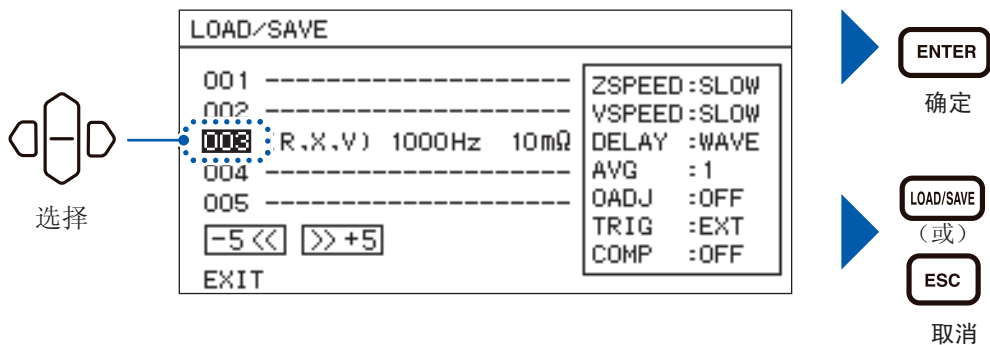 LOAD/SAVE
001 --------------------
002 --------------------
003 (R.X.V) 1000Hz 10mΩ
004 --------------------
005 --------------------
-5 << >> +5
EXIT
ZSPEED:SLOW
VSPEED:SLOW
DELAY :WAVE
AVG :1
OADJ :OFF
TRIG :EXT
COMP :OFF
选择
ENTER
确定
LOAD/SAVE
（或）
ESC
取消